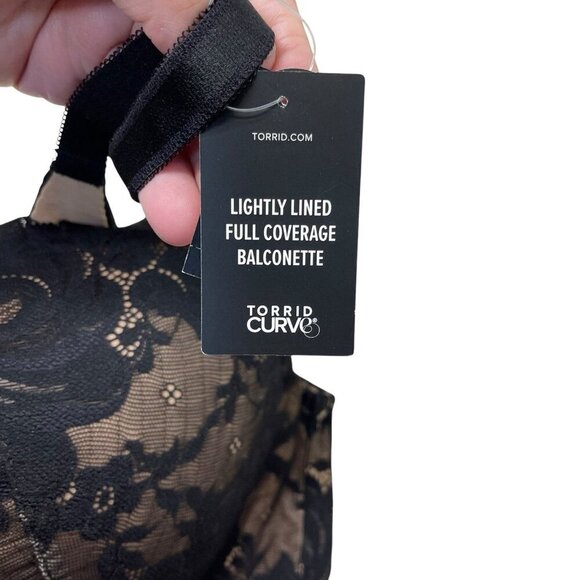 TORRID.COM
LIGHTLY LINED
FULL COVERAGE
BALCONETTE
TORRID
CURVE